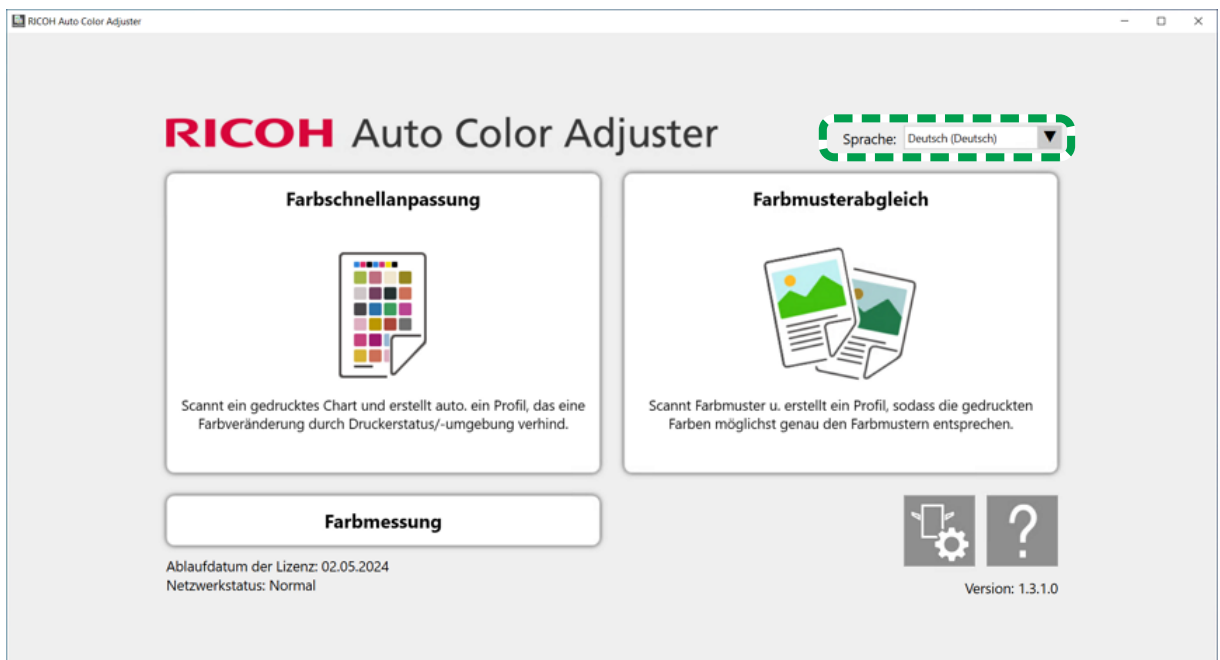 RICOH Auto Color Adjuster
RICOH Auto Color Adjuster
Sprache: Deutsch (Deutsch)
Farbschnellanpassung
Scannt ein gedrucktes Chart und erstellt auto. ein Profil, das eine
Farbveränderung durch Druckerstatus/-umgebung verhind.
Farbmusterabgleich
Scannt Farbmuster u. erstellt ein Profil, sodass die gedruckten
Farben möglichst genau den Farbmustern entsprechen.
Farbmessung
?
Ablaufdatum der Lizenz: 02.05.2024
Netzwerkstatus: Normal
Version: 1.3.1.0